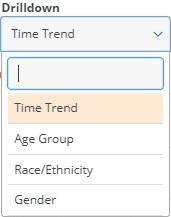 Drilldown
Time Trend
Time Trend
Age Group
Race/Ethnicity
Gender